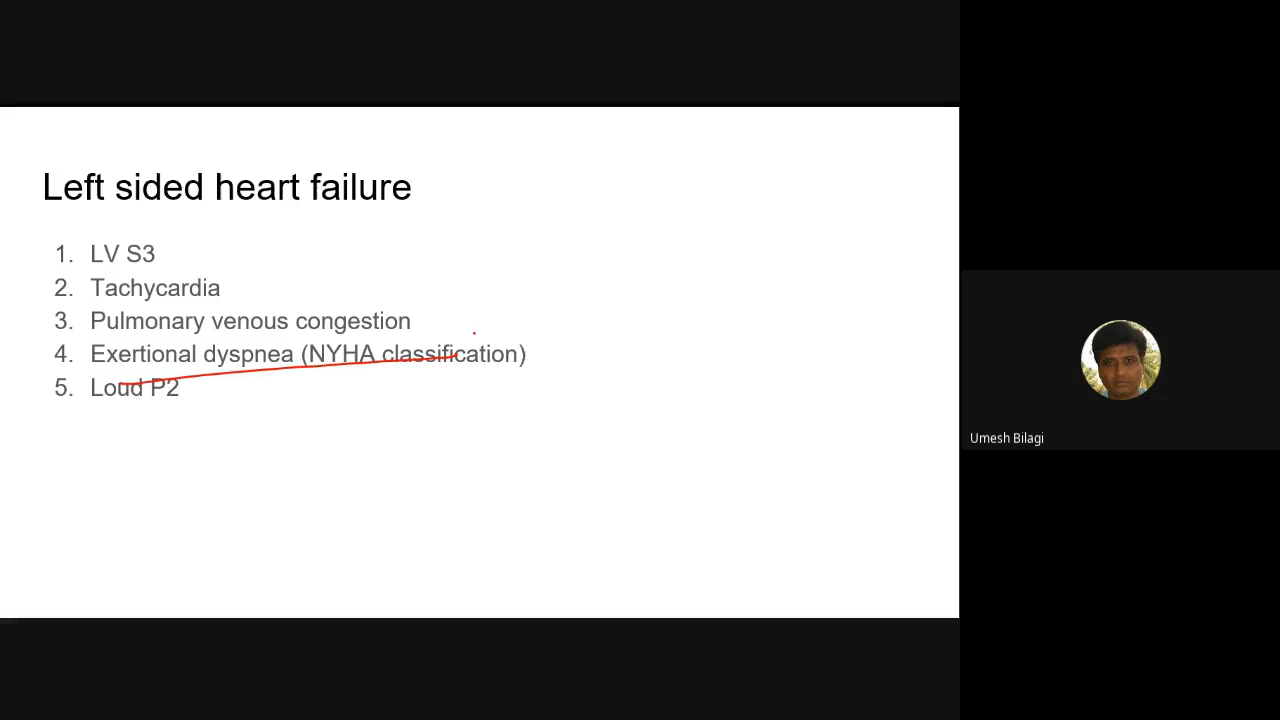 Left sided heart failure
1. LV S3
2. Tachycardia
3. Pulmonary venous congestion
4. Exertional dyspnea (NYHA classification)
5. Loud P2
Umesh Bilagi